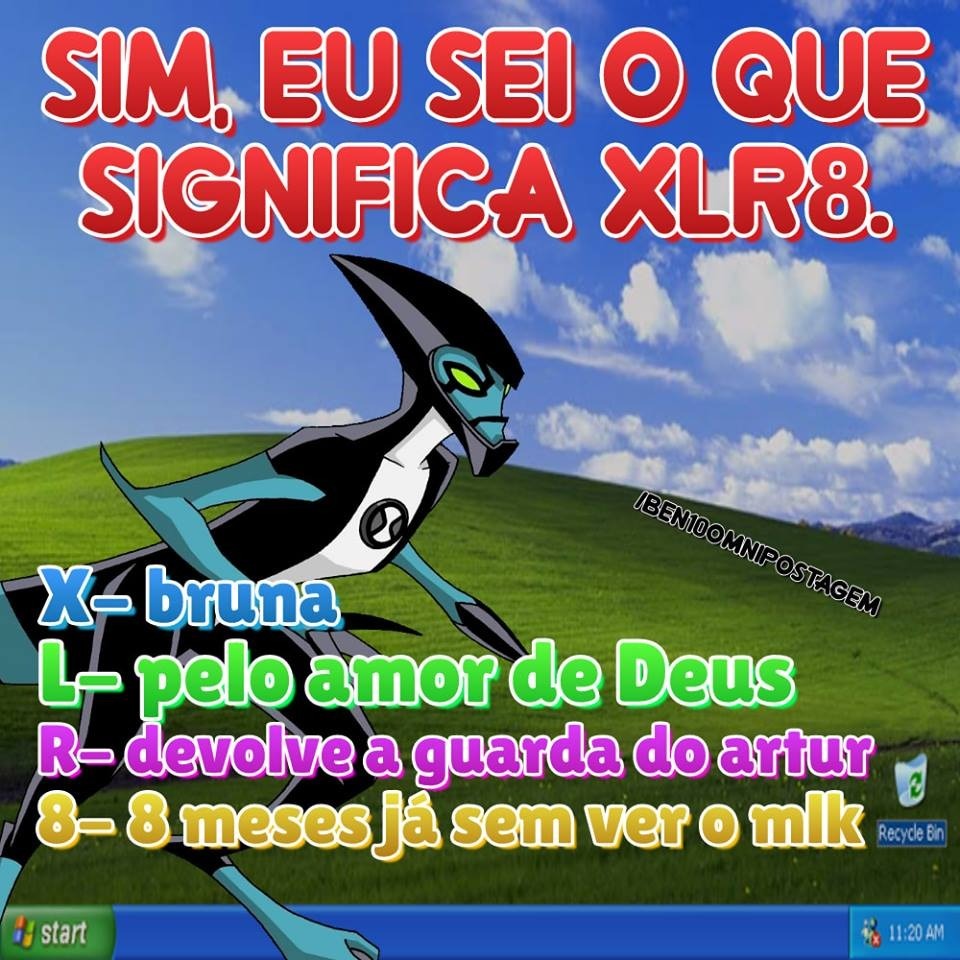 SIM, EU SEI O QUE
SIGNIFICA XLR8.
/BEN10OMNIPOSTAGEM
X- bruna
L- pelo amor de Deus
R- devolve a guarda do artur
8- 8 meses já sem ver o mlk
Recycle Bin
start
11:20 AM